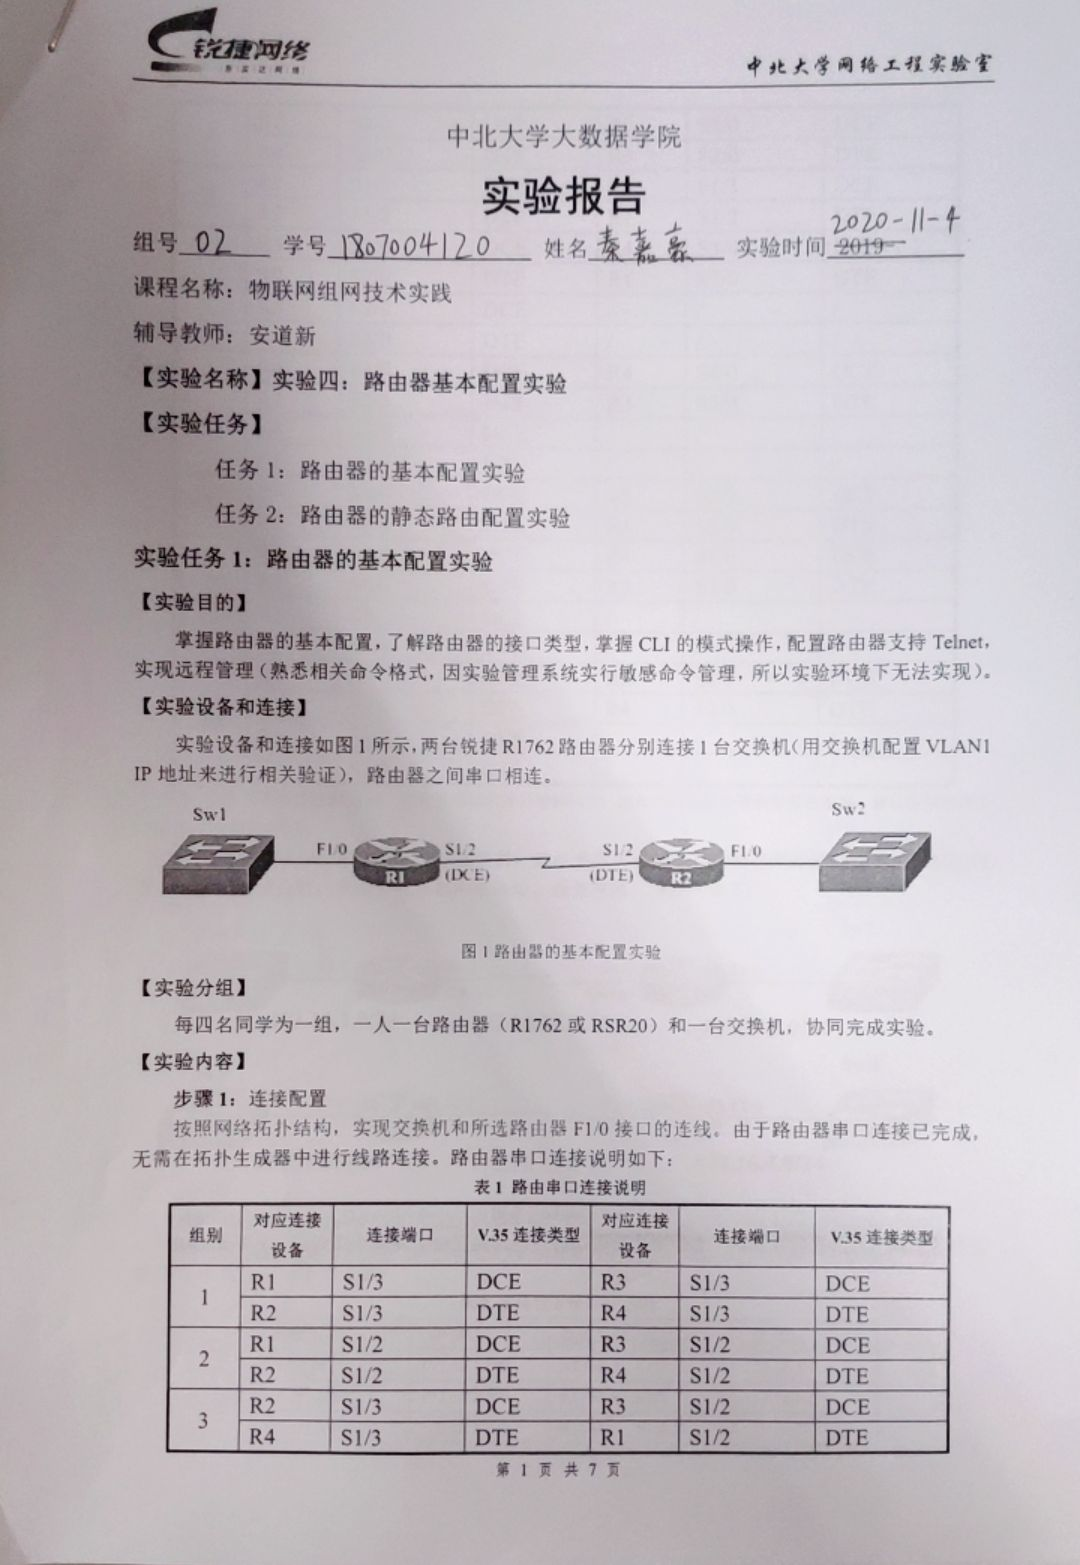 锐捷网络
中北大学网络工程实验室
中北大学大数据学院
实验报告
组号 02 学号 1807004120 姓名 秦嘉豪 实验时间 2019- 2020-11-4
课程名称：物联网组网技术实践
辅导教师：安道新
【实验名称】实验四：路由器基本配置实验
【实验任务】
任务 1：路由器的基本配置实验
任务 2：路由器的静态路由配置实验
实验任务 1：路由器的基本配置实验
【实验目的】
掌握路由器的基本配置，了解路由器的接口类型，掌握 CLI 的模式操作，配置路由器支持 Telnet，
实现远程管理（熟悉相关命令格式，因实验管理系统实行敏感命令管理，所以实验环境下无法实现）。
【实验设备和连接】
实验设备和连接如图 1 所示，两台锐捷 R1762 路由器分别连接 1 台交换机（用交换机配置 VLAN1
IP 地址来进行相关验证），路由器之间串口相连。
Sw1 Sw2
F1/0 S1/2 S1/2 F1/0
R1 (DCE) (DTE) R2
图 1 路由器的基本配置实验
【实验分组】
每四名同学为一组，一人一台路由器（R1762 或 RSR20）和一台交换机，协同完成实验。
【实验内容】
步骤 1：连接配置
按照网络拓扑结构，实现交换机和所选路由器 F1/0 接口的连线。由于路由器串口连接已完成，
无需在拓扑生成器中进行线路连接。路由器串口连接说明如下：
表 1 路由串口连接说明
组别 对应连接设备 连接端口 V.35 连接类型 对应连接设备 连接端口 V.35 连接类型
1 R1 S1/3 DCE R3 S1/3 DCE
R2 S1/3 DTE R4 S1/3 DTE
2 R1 S1/2 DCE R3 S1/2 DCE
R2 S1/2 DTE R4 S1/2 DTE
3 R2 S1/3 DCE R3 S1/2 DCE
R4 S1/3 DTE R1 S1/2 DTE
第 1 页 共 7 页